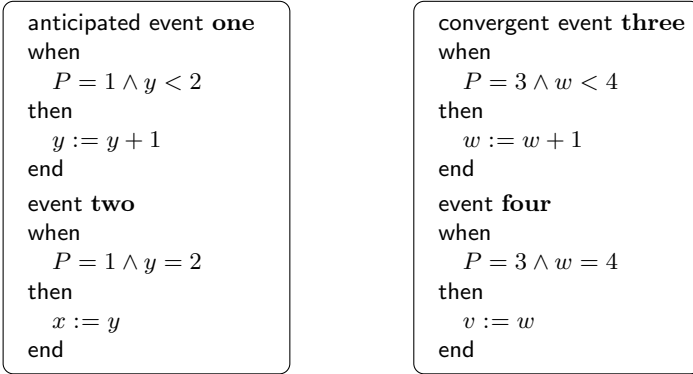 anticipated event one
when
P = 1 ∧ y < 2
then
y := y + 1
end
event two
when
P = 1 ∧ y = 2
then
x := y
end
convergent event three
when
P = 3 ∧ w < 4
then
w := w + 1
end
event four
when
P = 3 ∧ w = 4
then
v := w
end